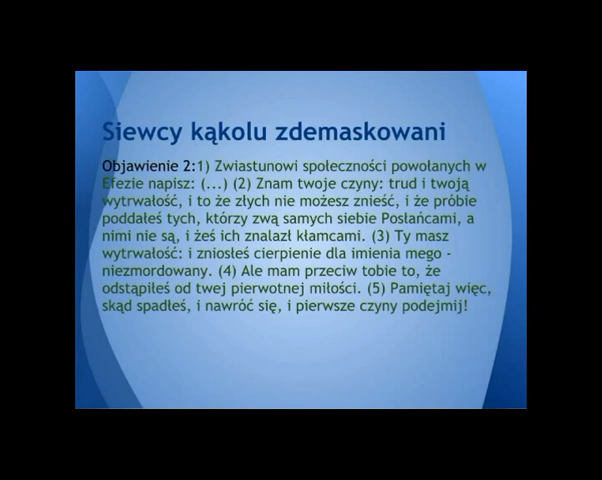 Siewcy kąkolu zdemaskowani
Objawienie 2:1) Zwiastunowi społeczności powołanych w
Efezie napisz: (...) (2) Znam twoje czyny: trud i twoją
wytrwałość, i to że złych nie możesz znieść, i że próbie
poddałeś tych, którzy zwą samych siebie Posłańcami, a
nimi nie są, i żeś ich znalazł kłamcami. (3) Ty masz
wytrwałość: i zniosłeś cierpienie dla imienia mego -
niezmordowany. (4) Ale mam przeciw tobie to, że
odstąpiłeś od twej pierwotnej miłości. (5) Pamiętaj więc,
skąd spadłeś, i nawróć się, i pierwsze czyny podejmij!